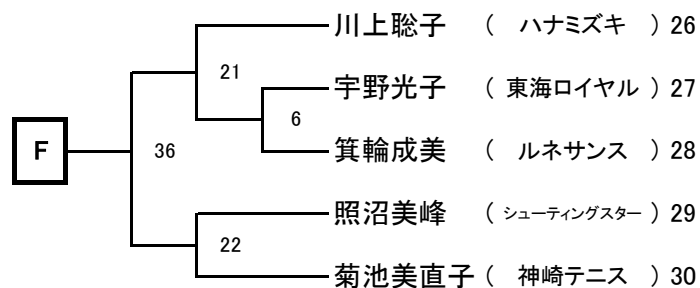 川上聡子 ( ハナミズキ ) 26
21
宇野光子 ( 東海ロイヤル ) 27
6
F
36
箕輪成美 ( ルネサンス ) 28
照沼美峰 ( シューティングスター ) 29
22
菊池美直子 ( 神崎テニス ) 30